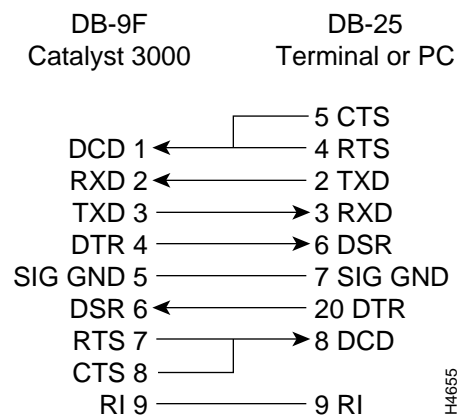 DB-9F DB-25
Catalyst 3000 Terminal or PC
5 CTS
DCD 1 4 RTS
RXD 2 2 TXD
TXD 3 3 RXD
DTR 4 6 DSR
SIG GND 5 7 SIG GND
DSR 6 20 DTR
RTS 7 8 DCD
CTS 8
RI 9 9 RI
H4655